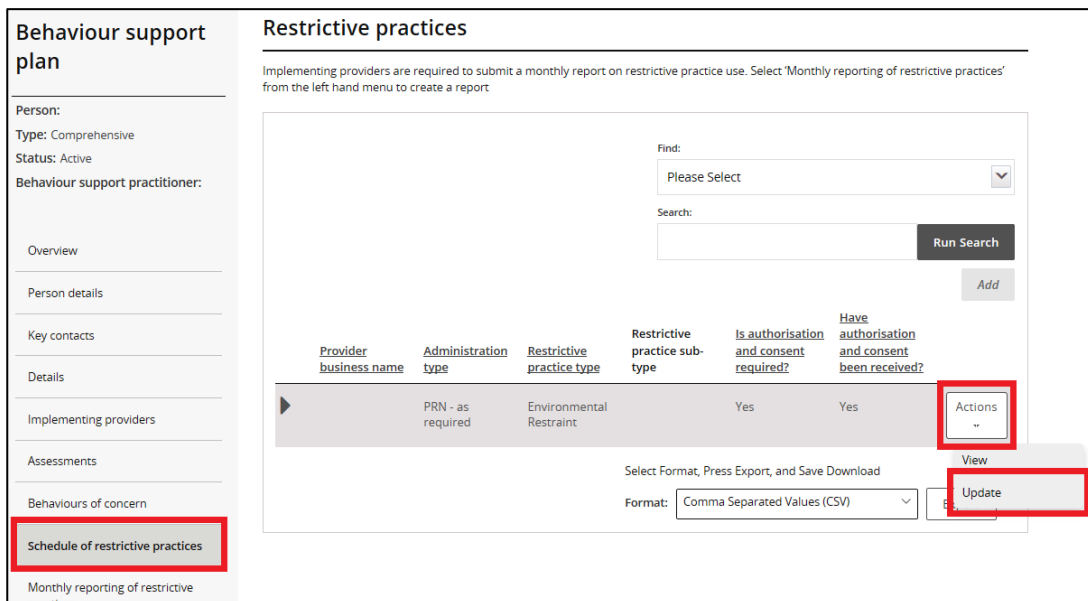 Behaviour support
plan
Person:
Type: Comprehensive
Status: Active
Behaviour support practitioner:
Overview
Person details
Key contacts
Details
Implementing providers
Assessments
Behaviours of concern
Schedule of restrictive practices
Monthly reporting of restrictive
Restrictive practices
Implementing providers are required to submit a monthly report on restrictive practice use. Select 'Monthly reporting of restrictive practices'
from the left hand menu to create a report
Find:
Please Select
Search:
Run Search
Add
Provider business name
Administration type
Restrictive practice type
Restrictive practice sub-type
Is authorisation and consent required?
Have authorisation and consent been received?
PRN - as required
Environmental Restraint
Yes
Yes
Actions
View
Update
Select Format, Press Export, and Save Download
Format: Comma Separated Values (CSV)